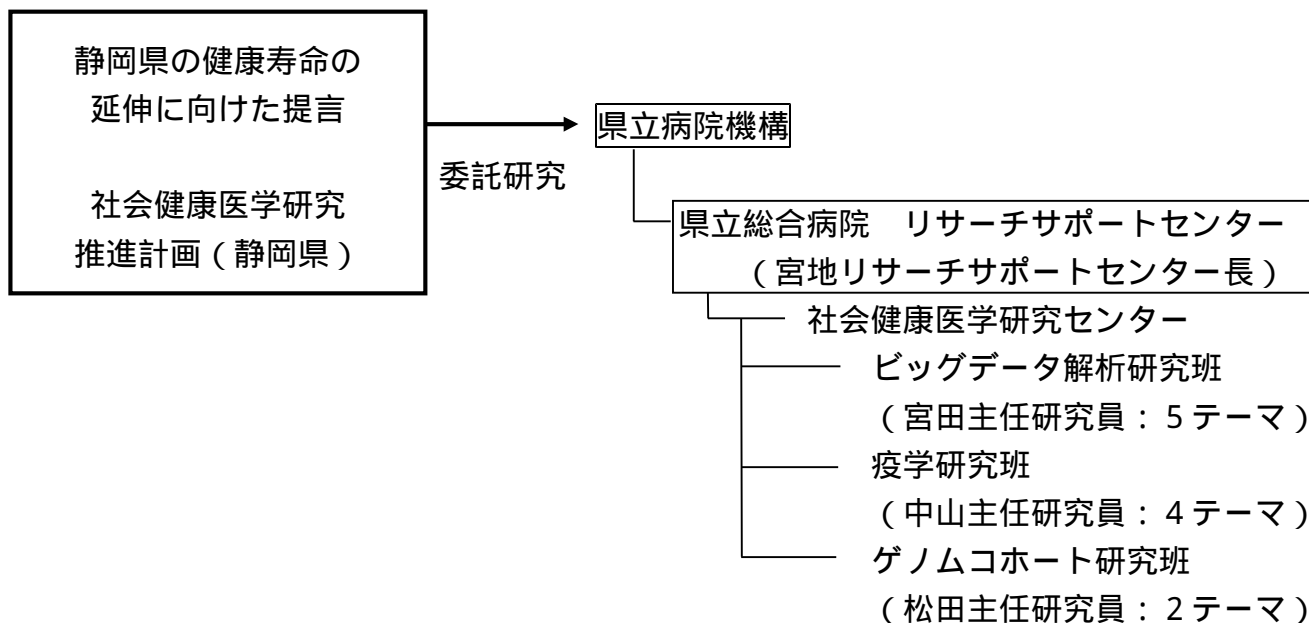 静岡県の健康寿命の
延伸に向けた提言
社会健康医学研究
推進計画(静岡県)
委託研究
県立病院機構
県立総合病院 リサーチサポートセンター
(宮地リサーチサポートセンター長)
社会健康医学研究センター
ビッグデータ解析研究班
(宮田主任研究員:5テーマ)
疫学研究班
(中山主任研究員:4テーマ)
ゲノムコホート研究班
(松田主任研究員:2テーマ)